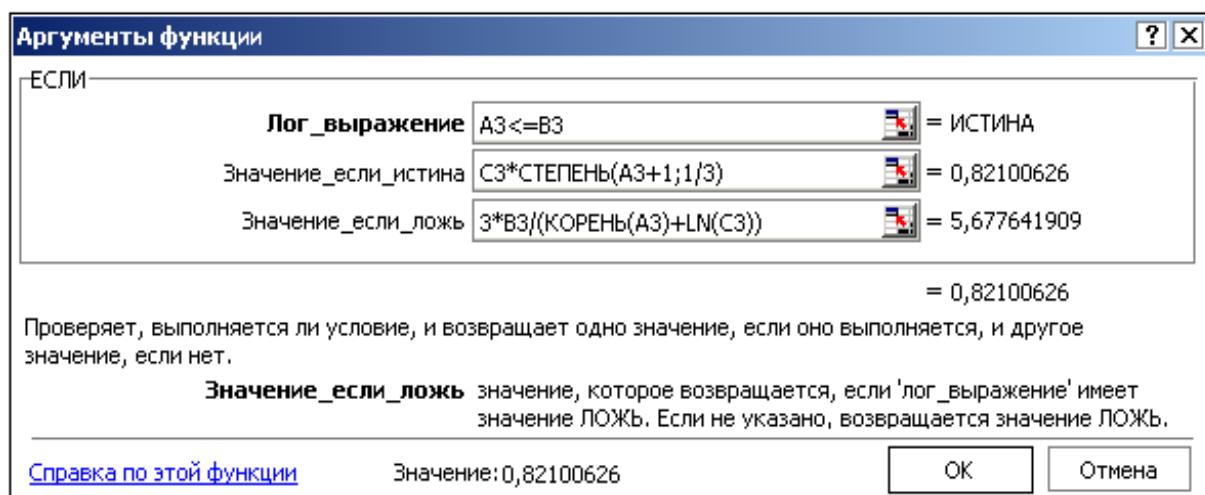 Аргументы функции
ЕСЛИ
Лог_выражение A3<=B3 = ИСТИНА
Значение_если_истина C3*СТЕПЕНЬ(A3+1;1/3) = 0,82100626
Значение_если_ложь 3*B3/(КОРЕНЬ(A3)+LN(C3)) = 5,677641909
= 0,82100626
Проверяет, выполняется ли условие, и возвращает одно значение, если оно выполняется, и другое
значение, если нет.
Значение_если_ложь значение, которое возвращается, если 'лог_выражение' имеет
значение ЛОЖЬ. Если не указано, возвращается значение ЛОЖЬ.
Справка по этой функции Значение: 0,82100626 OK Отмена